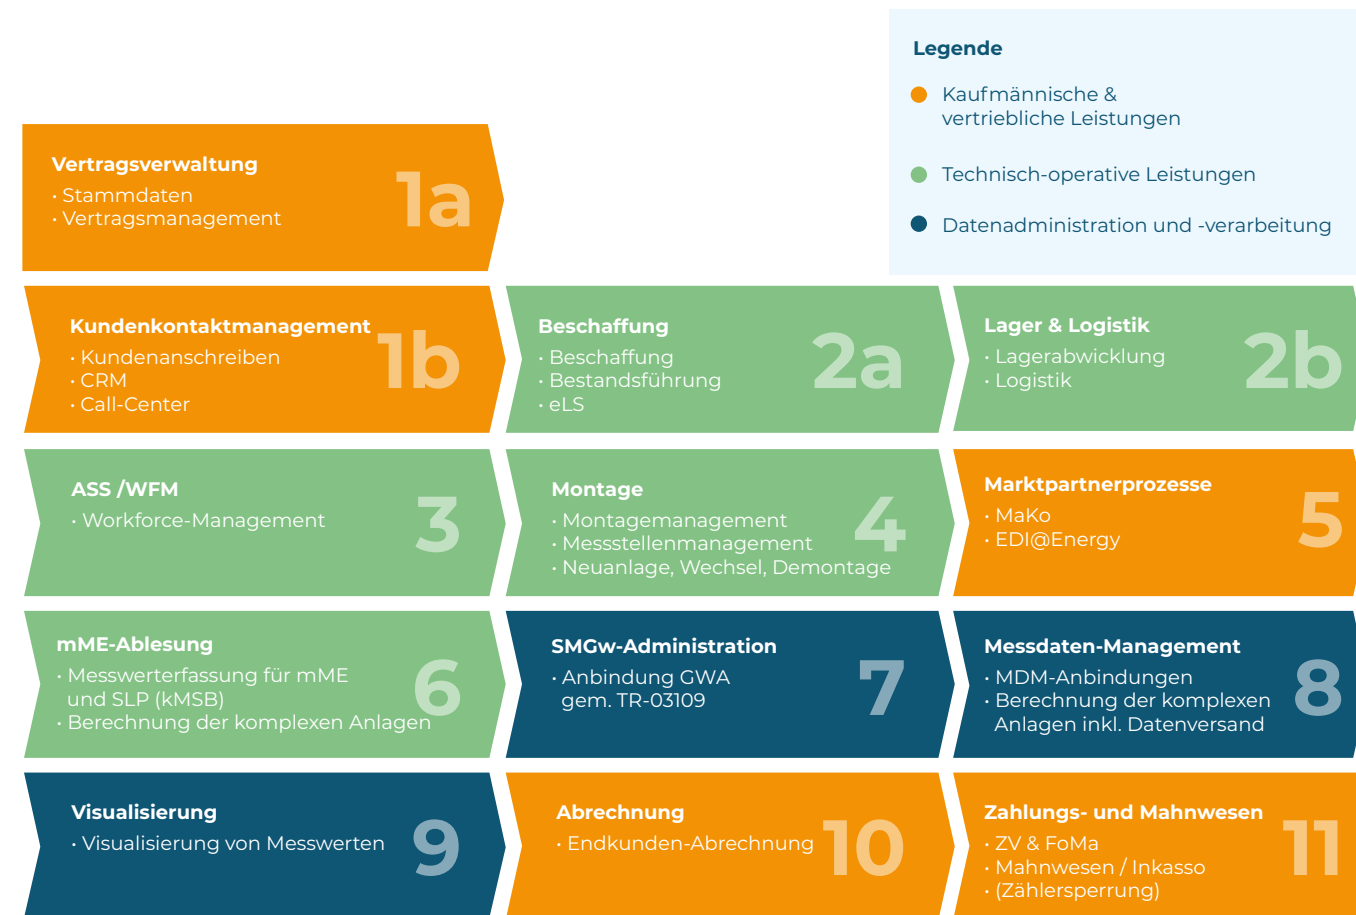 Legende
Kaufmännische &
vertriebliche Leistungen
Technisch-operative Leistungen
Datenadministration und -verarbeitung
Vertragsverwaltung
· Stammdaten
· Vertragsmanagement
1a
Kundenkontaktmanagement
· Kundenanschreiben
· CRM
· Call-Center
1b
Beschaffung
· Beschaffung
· Bestandsführung
· eLS
2a
Lager & Logistik
· Lagerabwicklung
· Logistik
2b
ASS /WFM
· Workforce-Management
3
Montage
· Montagemanagement
· Messstellenmanagement
· Neuanlage, Wechsel, Demontage
4
Marktpartnerprozesse
· MaKo
· EDI@Energy
5
mME-Ablesung
· Messwerterfassung für mME
und SLP (kMSB)
· Berechnung der komplexen Anlagen
6
SMGw-Administration
· Anbindung GWA
gem. TR-03109
7
Messdaten-Management
· MDM-Anbindungen
· Berechnung der komplexen
Anlagen inkl. Datenversand
8
Visualisierung
· Visualisierung von Messwerten
9
Abrechnung
· Endkunden-Abrechnung
10
Zahlungs- und Mahnwesen
· ZV & FoMa
· Mahnwesen / Inkasso
· (Zählersperrung)
11